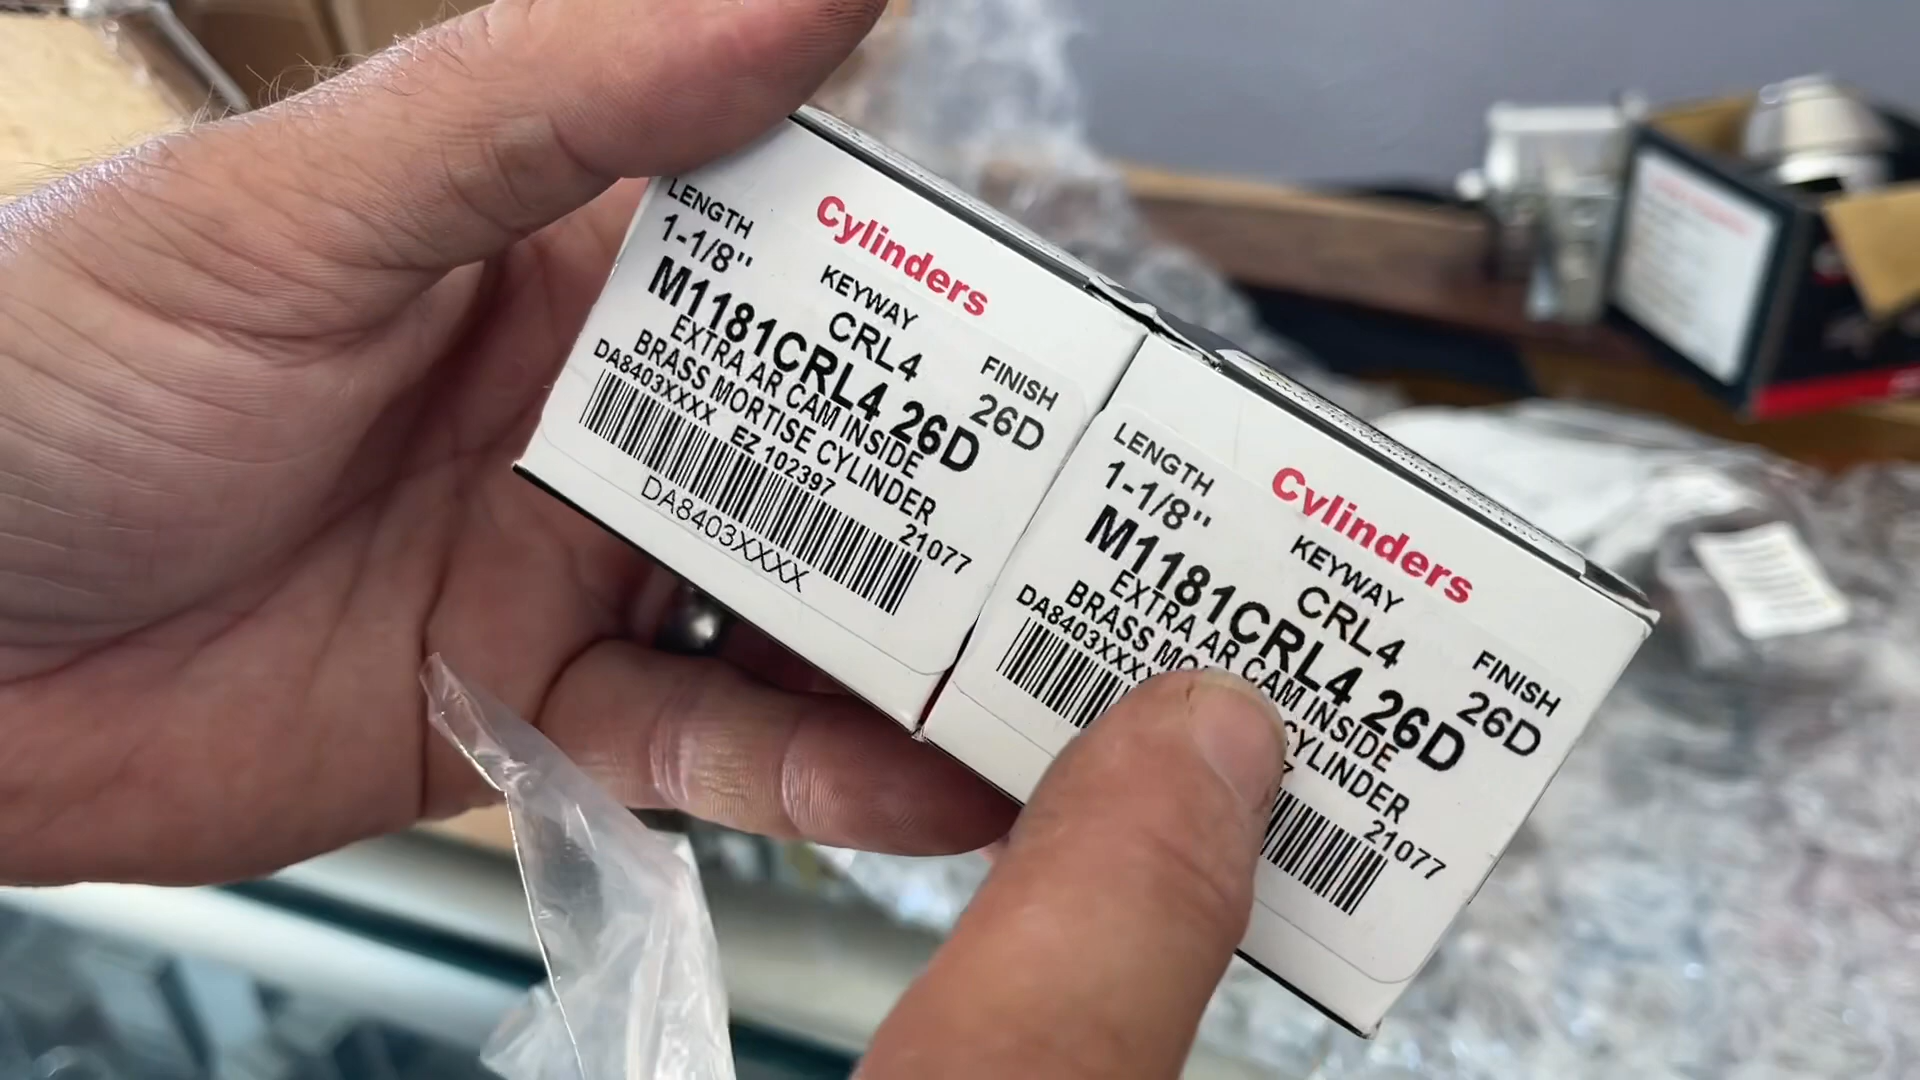 Cylinders
LENGTH
1-1/8"
KEYWAY
CRL4
FINISH
26D
M1181CRL4 26D
EXTRA AR CAM INSIDE
BRASS MORTISE CYLINDER
DA8403XXXX EZ 102397
21077
DA8403XXXX
Cylinders
LENGTH
1-1/8"
KEYWAY
CRL4
FINISH
26D
M1181CRL4 26D
EXTRA AR CAM INSIDE
BRASS CYLINDER
DA8403XXXX
21077